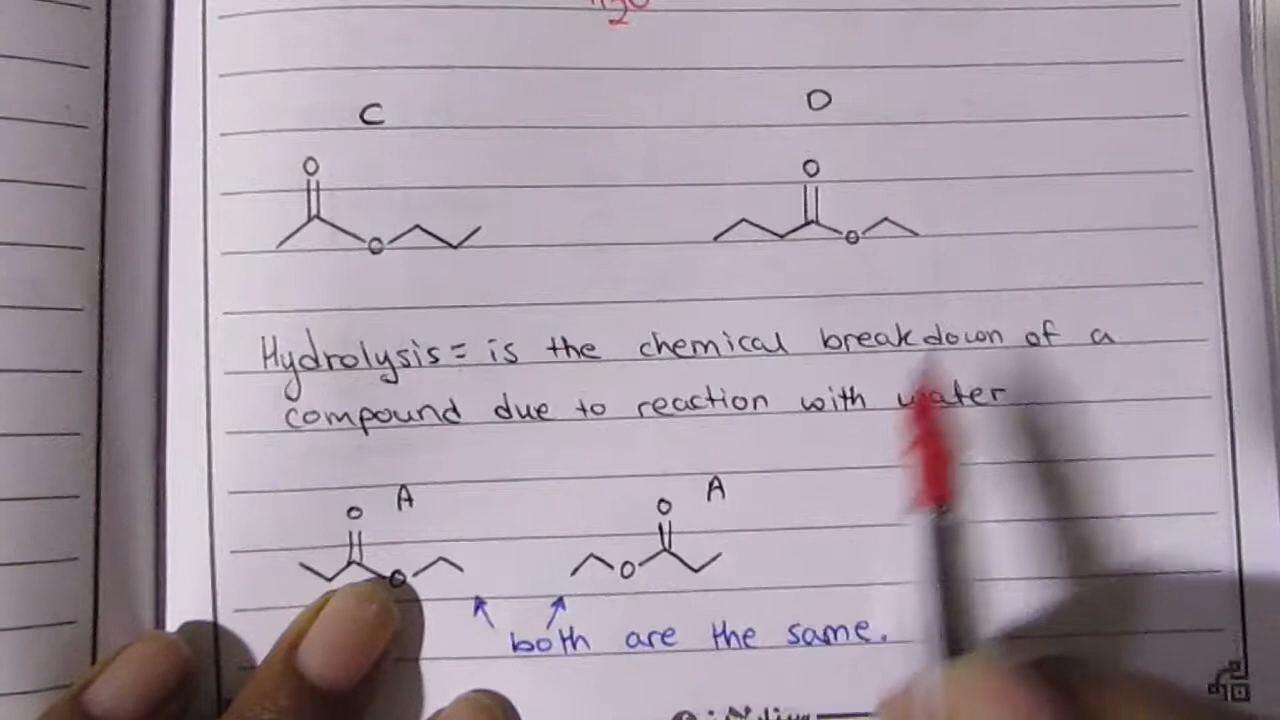 C
D
O
O
O
O
Hydrolysis = is the chemical breakdown of a
compound due to reaction with water
A
A
O
O
O
O
both are the same.